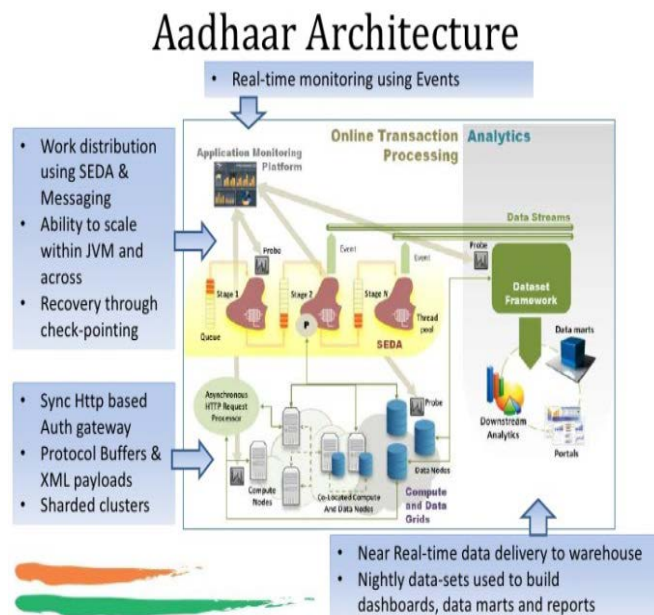 Aadhaar Architecture
• Real-time monitoring using Events
• Work distribution
using SEDA &
Messaging
• Ability to scale
within JVM and
across
• Recovery through
check-pointing
• Sync Http based
Auth gateway
• Protocol Buffers &
XML payloads
• Sharded clusters
Online Transaction
Processing
Analytics
Application Monitoring
Platform
Data Streams
Probe
Event
Event
Probe
Stage 1
Stage 2
Stage N
Queue
Thread
pool
P
SEDA
Dataset
Framework
Data marts
Downstream
Analytics
Portals
Asynchronous
HTTP Request
Processor
Probe
Compute
Nodes
Co-Located Compute
And Data Nodes
Data Nodes
Compute
and Data
Grids
• Near Real-time data delivery to warehouse
• Nightly data-sets used to build
dashboards, data marts and reports